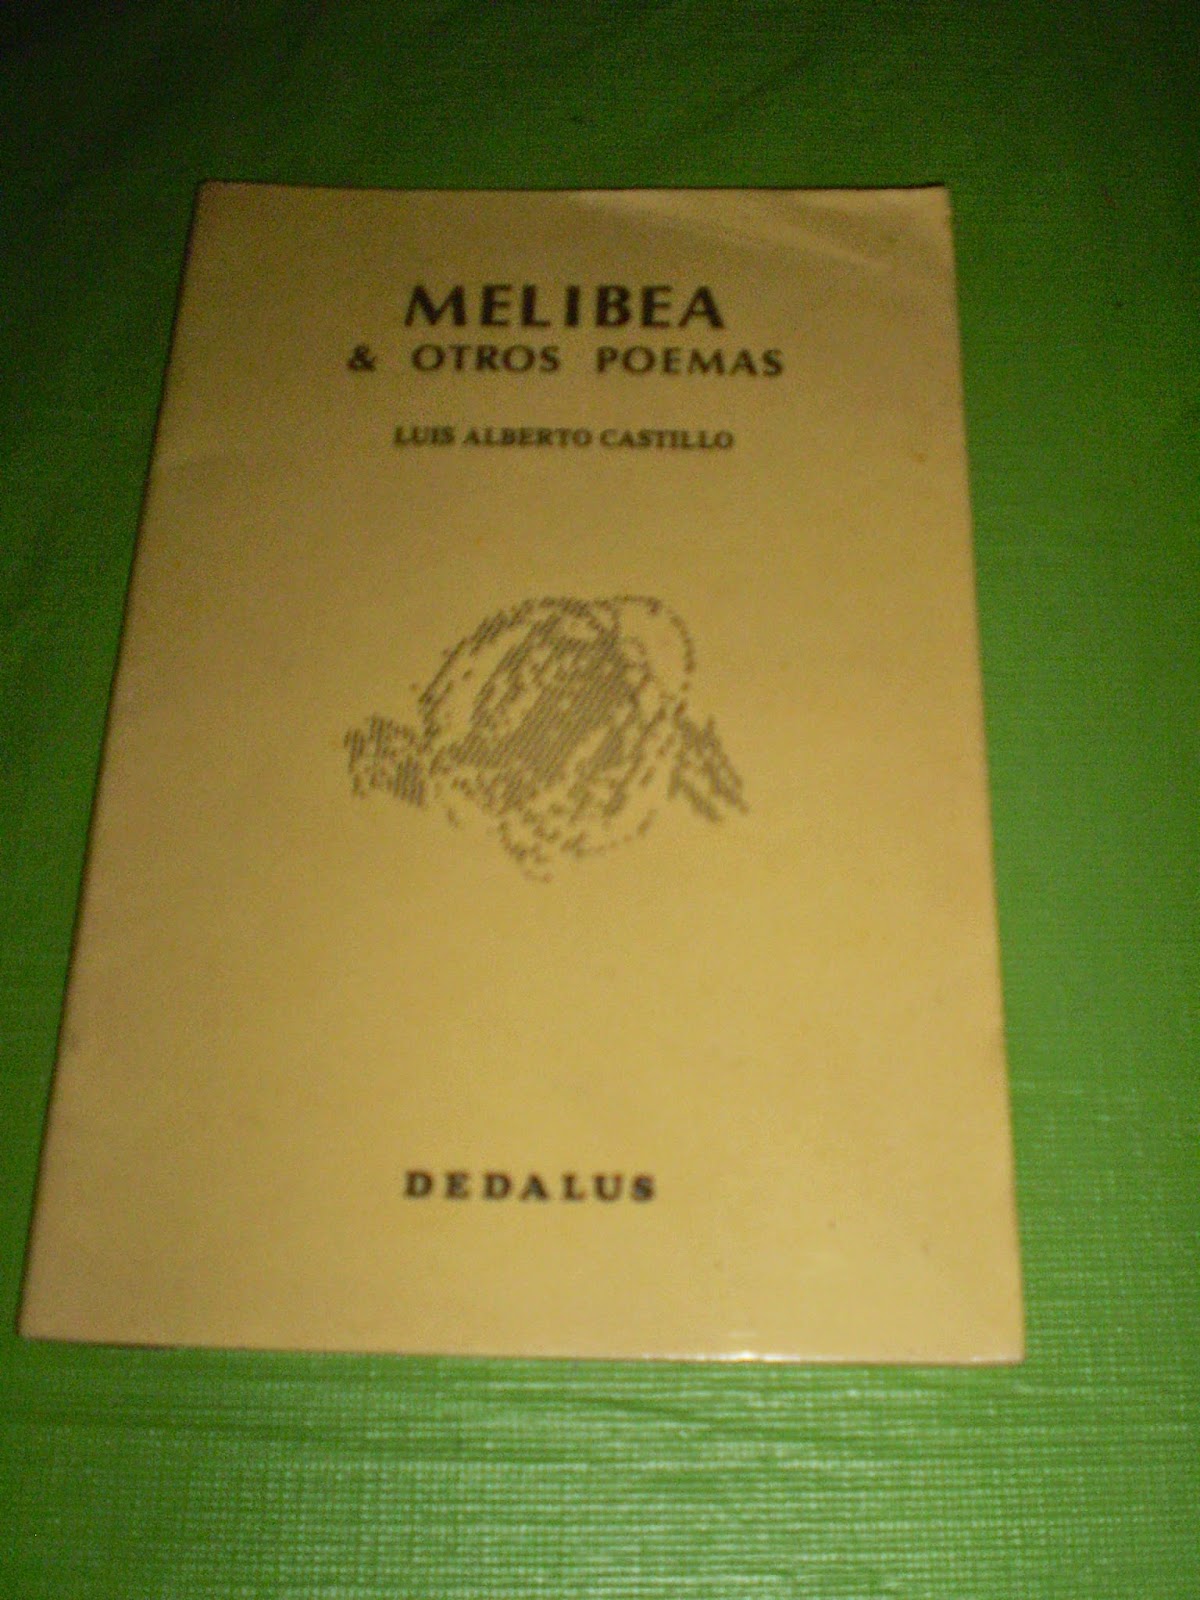 MELIBEA
& OTROS POEMAS
LUIS ALBERTO CASTILLO
DEDALUS